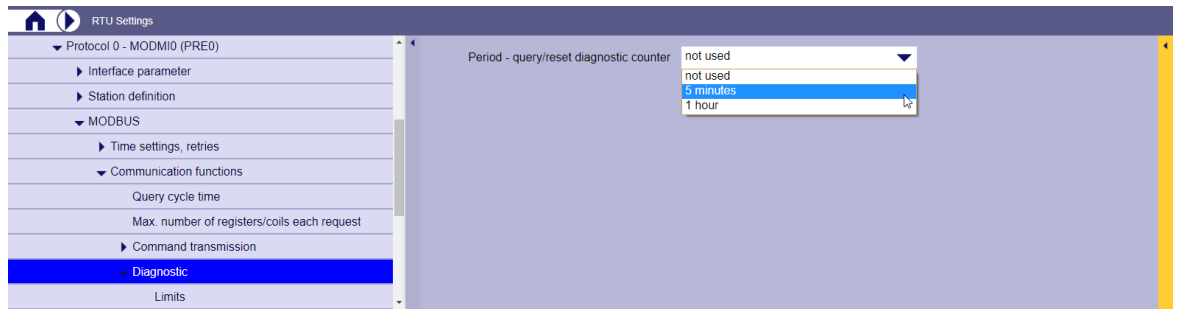 RTU Settings
Protocol 0 - MODMI0 (PRE0)
Interface parameter
Station definition
MODBUS
Time settings, retries
Communication functions
Query cycle time
Max. number of registers/coils each request
Command transmission
Diagnostic
Limits
Period - query/reset diagnostic counter
not used
not used
5 minutes
1 hour